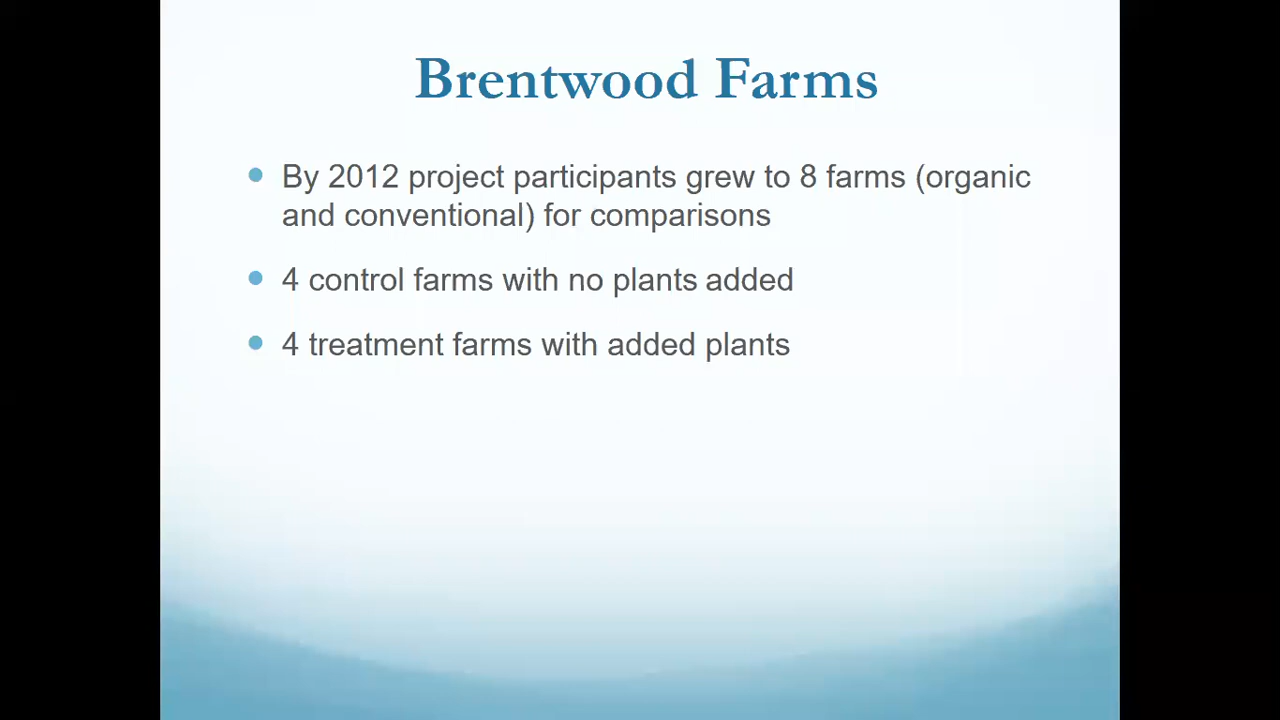 Brentwood Farms
By 2012 project participants grew to 8 farms (organic
and conventional) for comparisons
4 control farms with no plants added
4 treatment farms with added plants